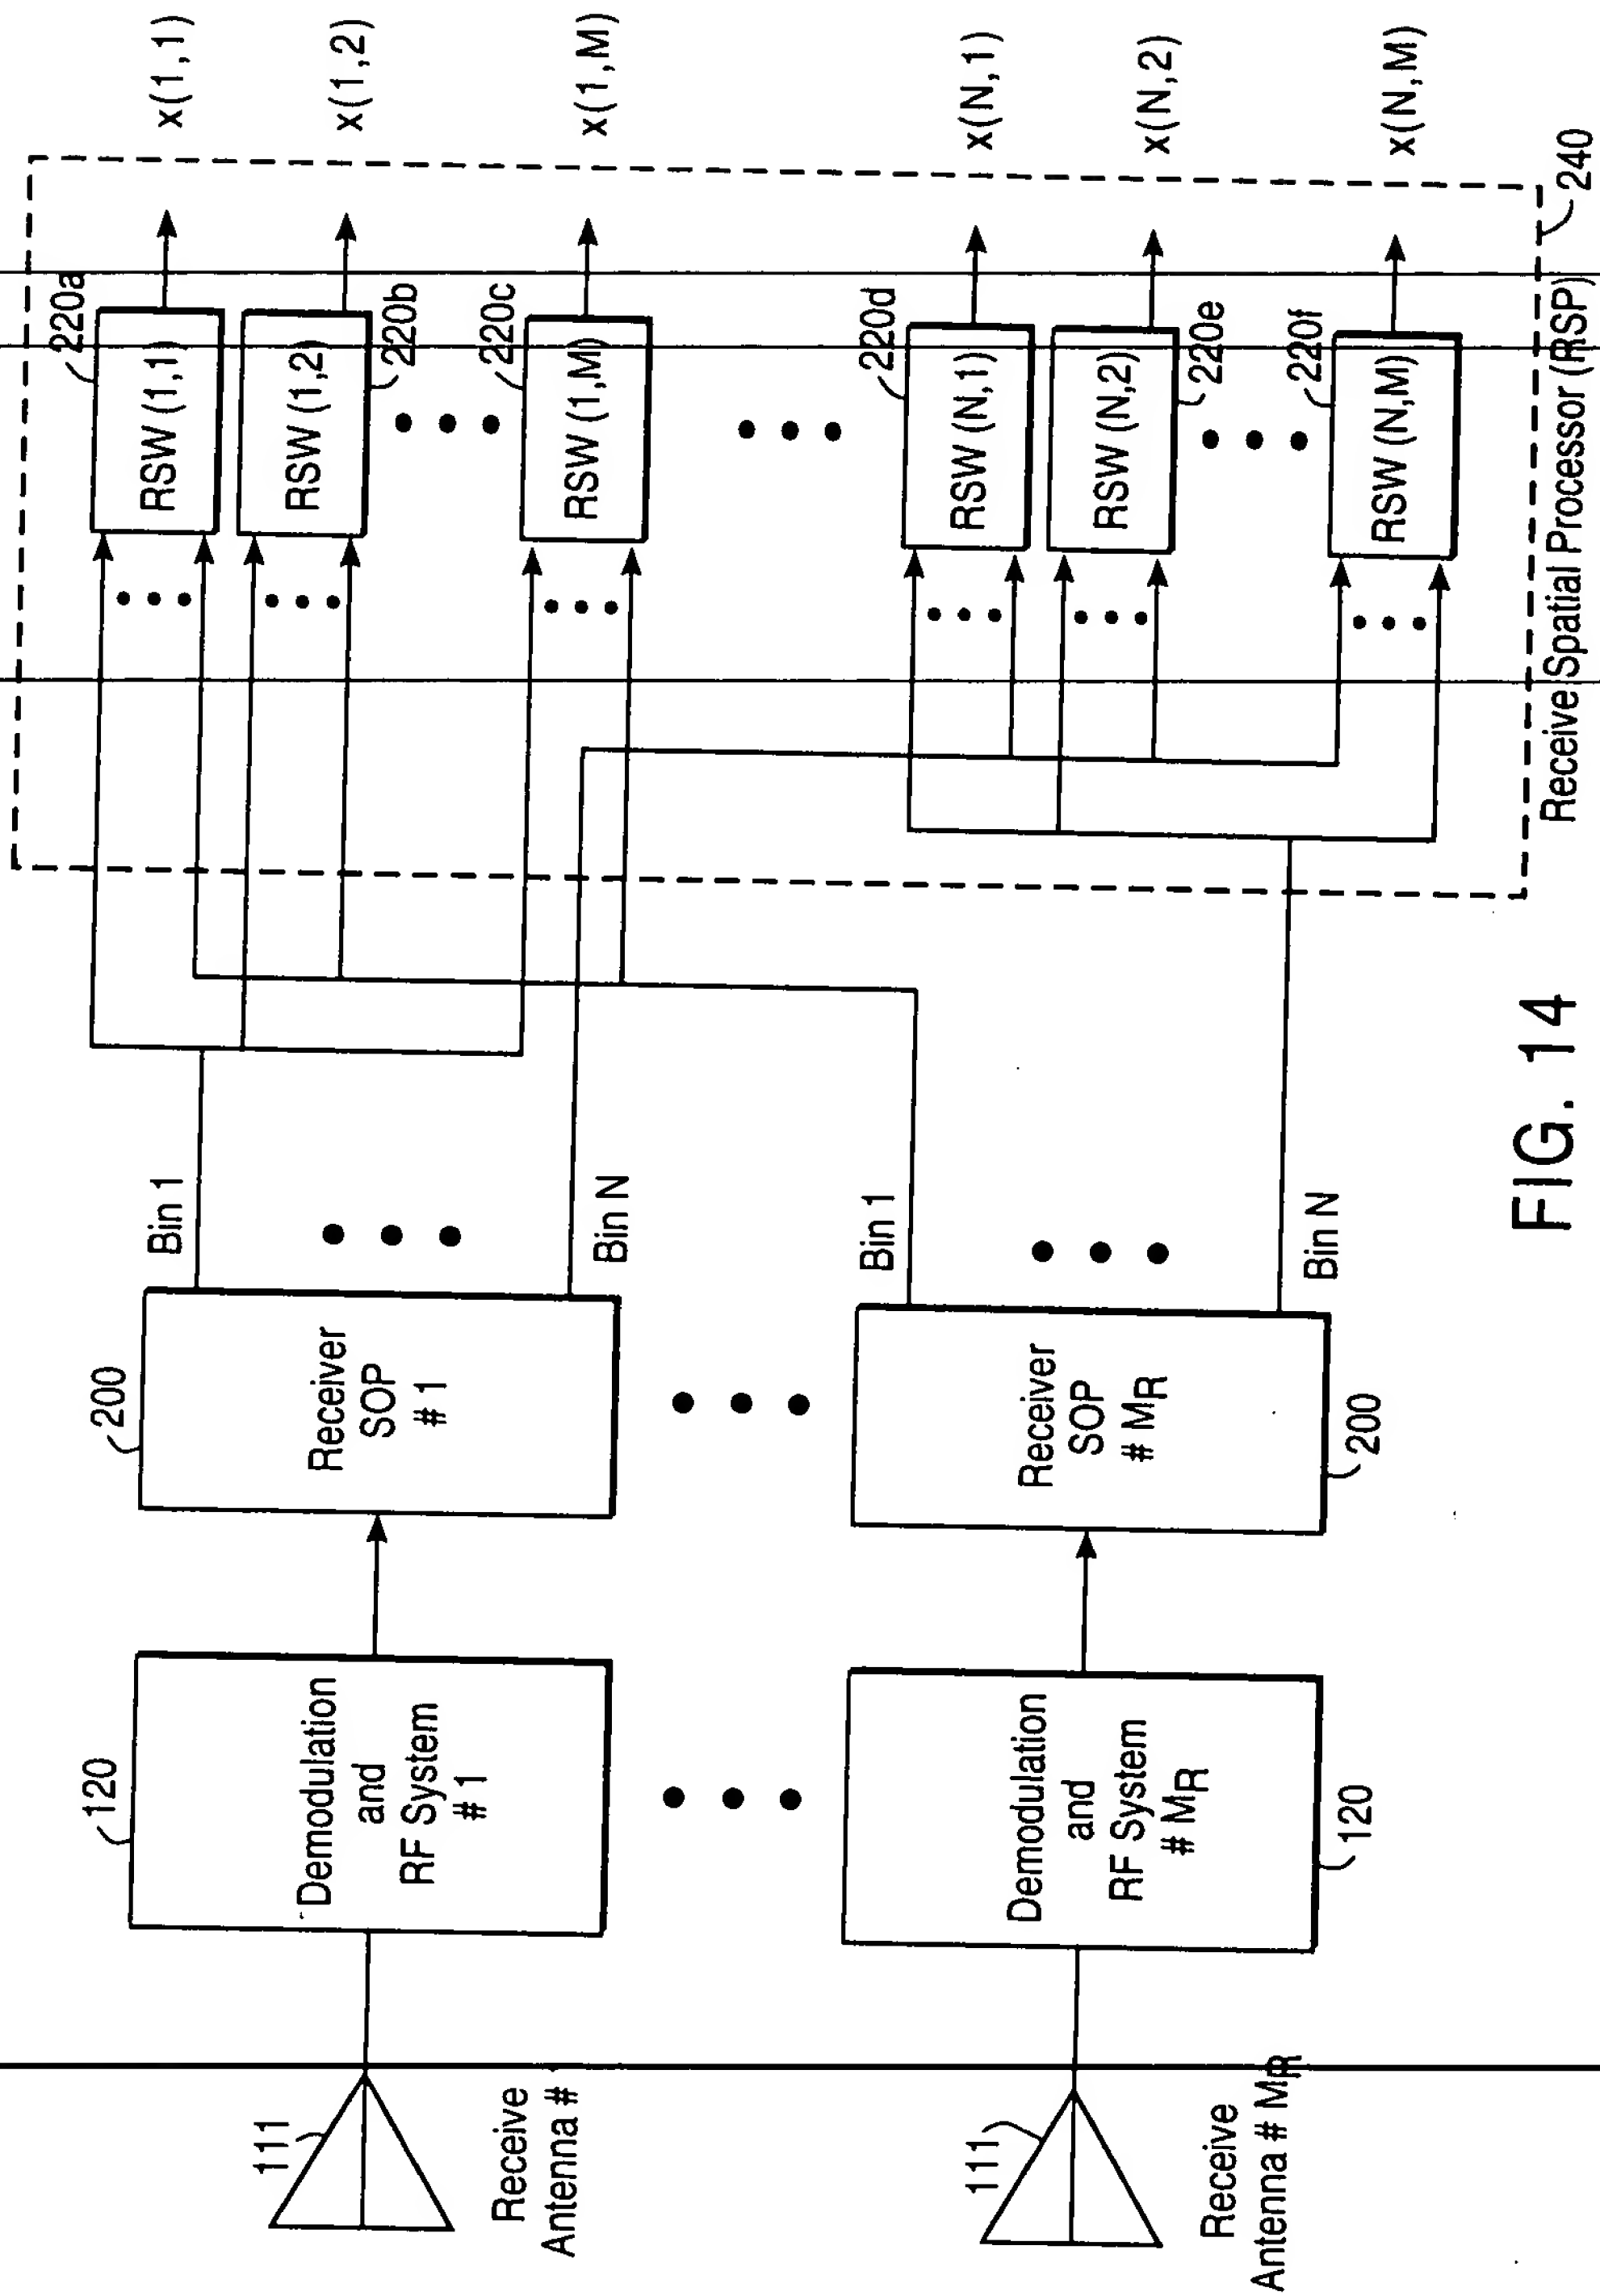 111
Receive
Antenna #
120
Demodulation
and
RF System
# 1
200
Receiver
SOP
# 1
Bin 1
Bin N
220a
RSW (1,1)
x(1,1)
RSW (1,2)
220b
x(1,2)
220c
RSW (1,M)
x(1,M)
111
Receive
Antenna # MR
Demodulation
and
RF System
# MR
120
Receiver
SOP
# MR
200
Bin 1
Bin N
220d
RSW (N,1)
x(N,1)
RSW (N,2)
220e
x(N,2)
220f
RSW (N,M)
x(N,M)
Receive Spatial Processor (RSP)
240
FIG. 14